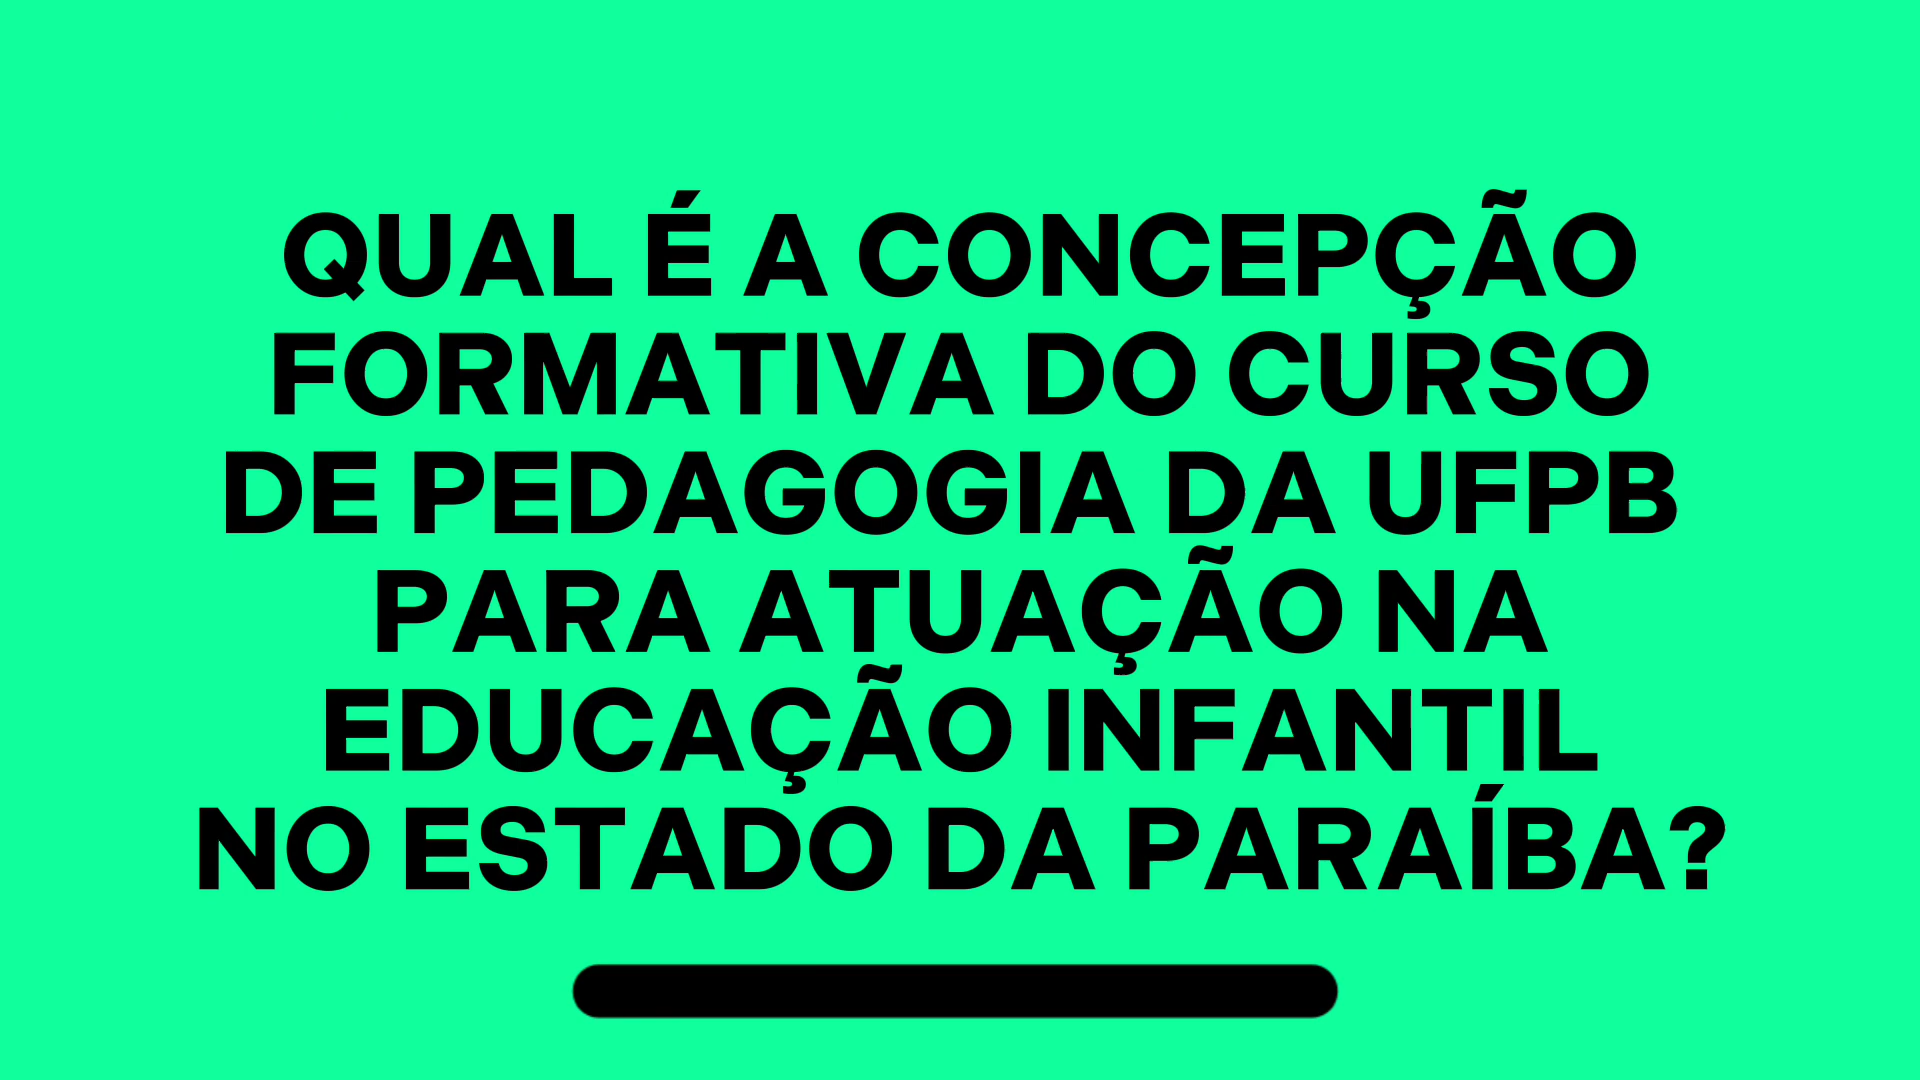 QUAL É A CONCEPÇÃO
FORMATIVA DO CURSO
DE PEDAGOGIA DA UFPB
PARA ATUAÇÃO NA
EDUCAÇÃO INFANTIL
NO ESTADO DA PARAÍBA?